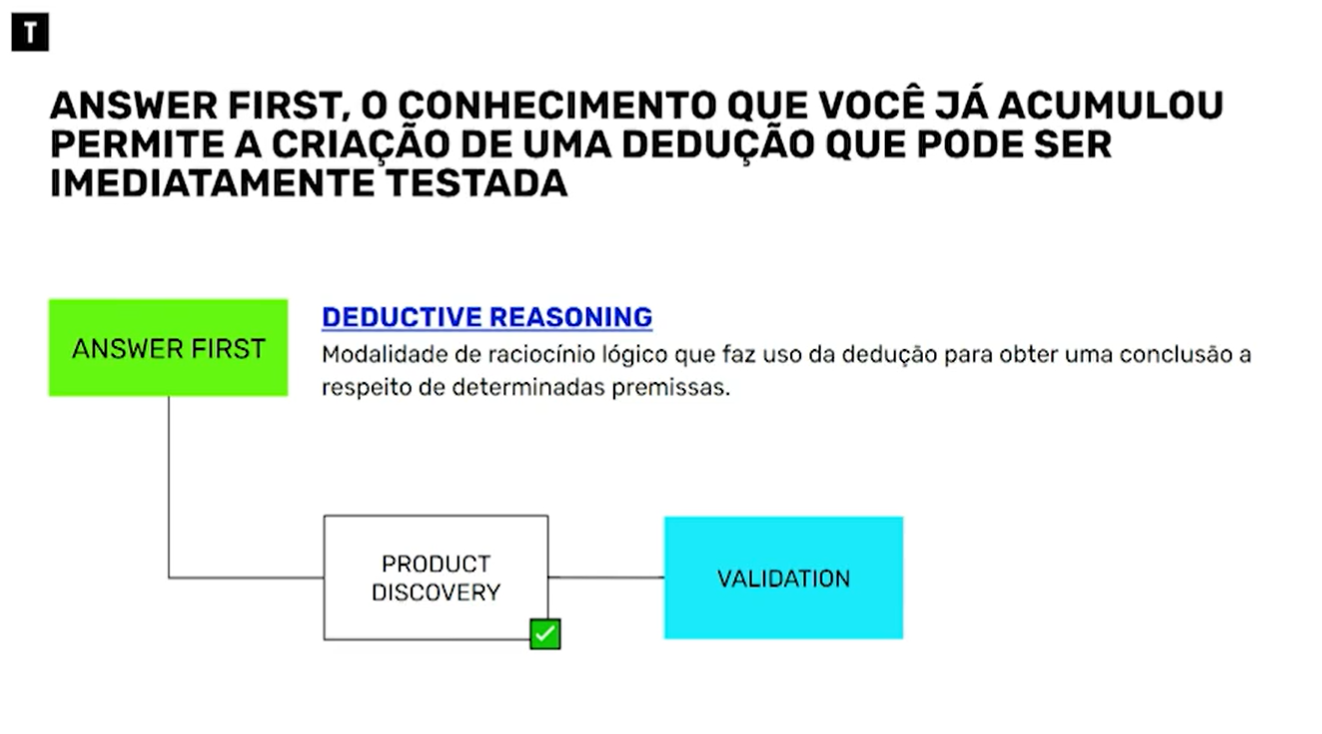 T
ANSWER FIRST, O CONHECIMENTO QUE VOCÊ JÁ ACUMULOU
PERMITE A CRIAÇÃO DE UMA DEDUÇÃO QUE PODE SER
IMEDIATAMENTE TESTADA
ANSWER FIRST
DEDUCTIVE REASONING
Modalidade de raciocínio lógico que faz uso da dedução para obter uma conclusão a
respeito de determinadas premissas.
PRODUCT
DISCOVERY
VALIDATION